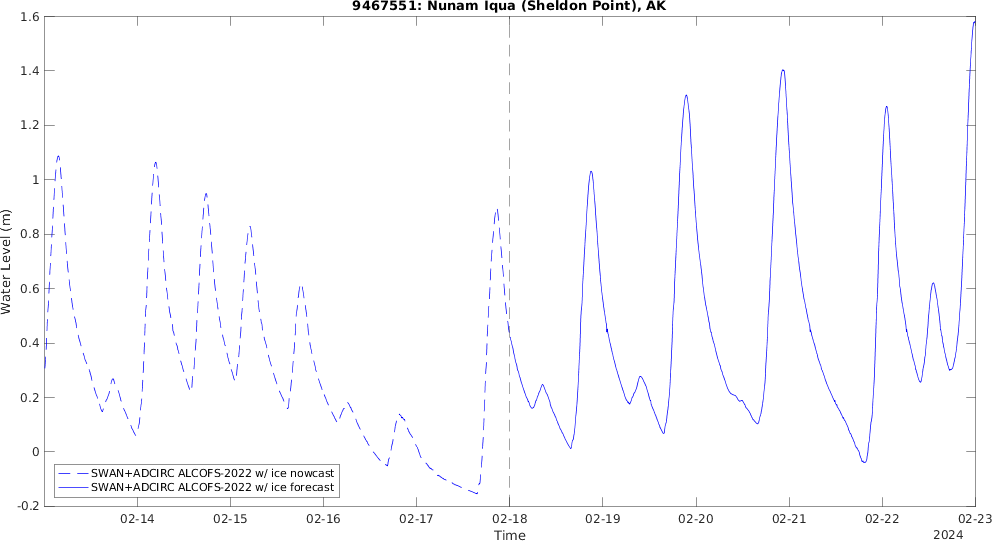 9467551: Nunam Iqua (Sheldon Point), AK
Water Level (m)
1.6
1.4
1.2
1
0.8
0.6
0.4
0.2
0
-0.2
SWAN+ADCIRC ALCOFS-2022 w/ ice nowcast
SWAN+ADCIRC ALCOFS-2022 w/ ice forecast
02-14 02-15 02-16 02-17 02-18 02-19 02-20 02-21 02-22 02-23
Time
2024